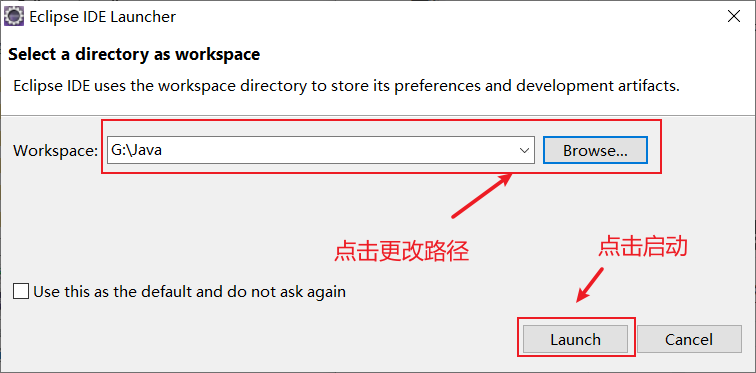 Eclipse IDE Launcher
Select a directory as workspace
Eclipse IDE uses the workspace directory to store its preferences and development artifacts.
Workspace: G:\Java Browse...
点击更改路径
点击启动
Use this as the default and do not ask again
Launch Cancel